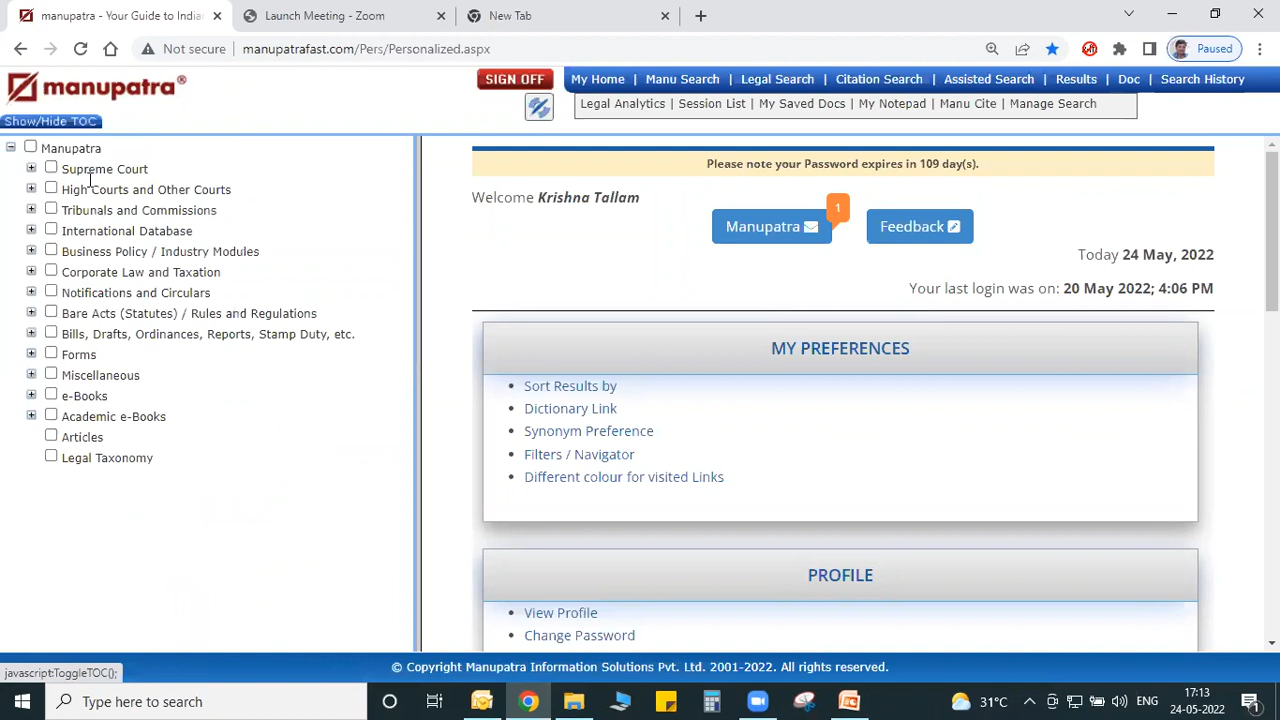 manupatra - Your Guide to Indian
Launch Meeting - Zoom
New Tab
Not secure
manupatrafast.com/Pers/Personalized.aspx
Paused
manupatra®
SIGN OFF
My Home | Manu Search | Legal Search | Citation Search | Assisted Search | Results | Doc | Search History
Legal Analytics | Session List | My Saved Docs | My Notepad | Manu Cite | Manage Search
Show/Hide TOC
Manupatra
Supreme Court
High Courts and Other Courts
Tribunals and Commissions
International Database
Business Policy / Industry Modules
Corporate Law and Taxation
Notifications and Circulars
Bare Acts (Statutes) / Rules and Regulations
Bills, Drafts, Ordinances, Reports, Stamp Duty, etc.
Forms
Miscellaneous
e-Books
Academic e-Books
Articles
Legal Taxonomy
Please note your Password expires in 109 day(s).
Welcome Krishna Tallam
Manupatra
1
Feedback
Today 24 May, 2022
Your last login was on: 20 May 2022; 4:06 PM
MY PREFERENCES
Sort Results by
Dictionary Link
Synonym Preference
Filters / Navigator
Different colour for visited Links
PROFILE
View Profile
Change Password
javascript:ToggleTOC();
© Copyright Manupatra Information Solutions Pvt. Ltd. 2001-2022. All rights reserved.
Type here to search
31°C
ENG
17:13
24-05-2022
1